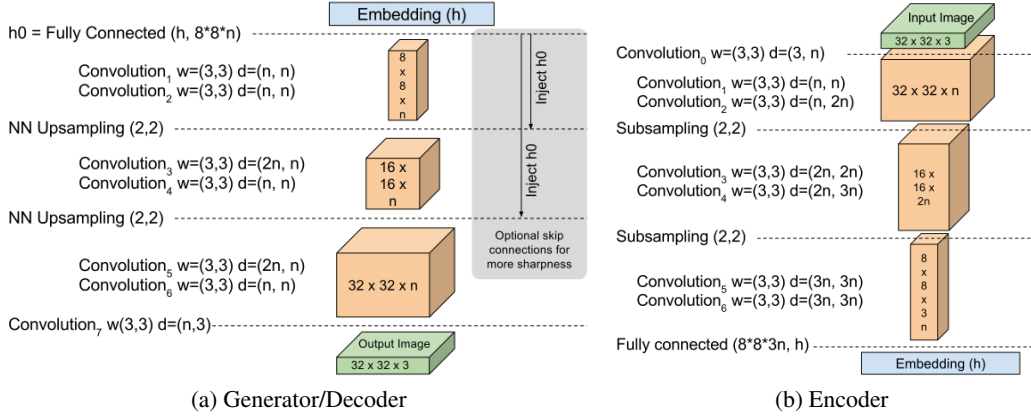 Embedding (h)
h0 = Fully Connected (h, 8*8*n)
Convolution₁ w=(3,3) d=(n, n)
Convolution₂ w=(3,3) d=(n, n)
8
x
8
x
n
Inject h0
NN Upsampling (2,2)
Convolution₃ w=(3,3) d=(2n, n)
Convolution₄ w=(3,3) d=(n, n)
16 x
16 x
n
Inject h0
NN Upsampling (2,2)
Optional skip
connections for
more sharpness
Convolution₅ w=(3,3) d=(2n, n)
Convolution₆ w=(3,3) d=(n, n)
32 x 32 x n
Convolution₇ w(3,3) d=(n,3)
Output Image
32 x 32 x 3
(a) Generator/Decoder
Input Image
32 x 32 x 3
Convolution₀ w=(3,3) d=(3, n)
Convolution₁ w=(3,3) d=(n, n)
Convolution₂ w=(3,3) d=(n, 2n)
32 x 32 x n
Subsampling (2,2)
Convolution₃ w=(3,3) d=(2n, 2n)
Convolution₄ w=(3,3) d=(2n, 3n)
16 x
16 x
2n
Subsampling (2,2)
Convolution₅ w=(3,3) d=(3n, 3n)
Convolution₆ w=(3,3) d=(3n, 3n)
8
x
8
x
3
n
Fully connected (8*8*3n, h)
Embedding (h)
(b) Encoder